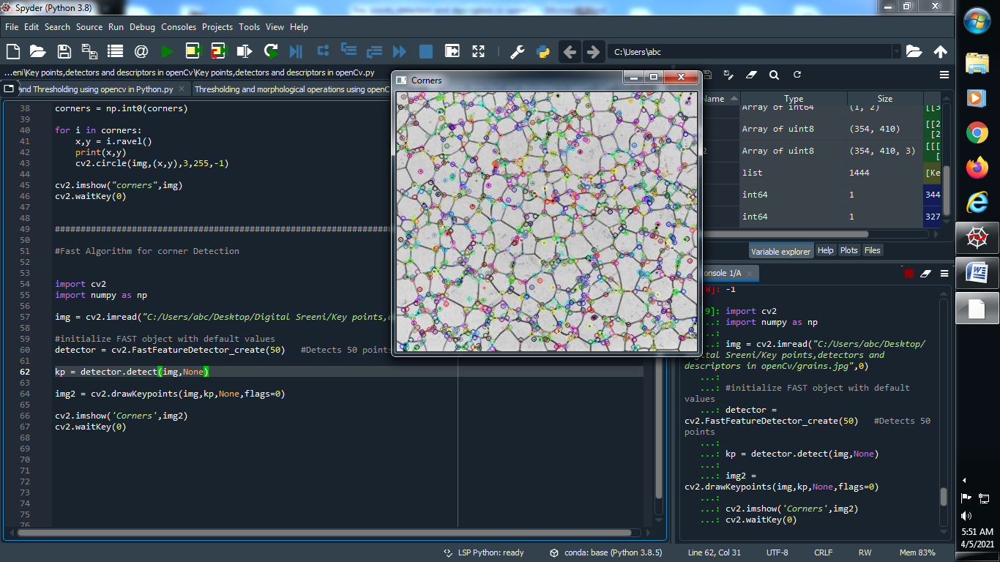 Spyder (Python 3.8)
File Edit Search Source Run Debug Consoles Projects Tools View Help
C:\Users\abc
...eni\Key points,detectors and descriptors in openCv\Key points,detectors and descriptors in openCv.py
and Thresholding using opencv in Python.py
Thresholding and morphological operations using openC
38 corners = np.int0(corners)
39
40 for i in corners:
41 x,y = i.ravel()
42 print(x,y)
43 cv2.circle(img,(x,y),3,255,-1)
44
45 cv2.imshow("corners",img)
46 cv2.waitKey(0)
47
48
49 ################################################################
50
51 #Fast Algorithm for corner Detection
52
53
54 import cv2
55 import numpy as np
56
57 img = cv2.imread("C:/Users/abc/Desktop/Digital Sreeni/Key points,d
58
59 #initialize FAST object with default values
60 detector = cv2.FastFeatureDetector_create(50) #Detects 50 points
61
62 kp = detector.detect(img,None)
63
64 img2 = cv2.drawKeypoints(img,kp,None,flags=0)
65
66 cv2.imshow('Corners',img2)
67 cv2.waitKey(0)
68
69
70
71
72
73
74
75
76
Corners
Name Type Size
Array of int64 (1, 2) [[3
Array of uint8 (354, 410) [[2
[2
2 Array of uint8 (354, 410, 3) [[[
[
list 1444 [Ke
int64 1 344
int64 1 327
Variable explorer Help Plots Files
onsole 1/A
8]: -1
9]: import cv2
...: import numpy as np
...:
...: img = cv2.imread("C:/Users/abc/Desktop/
Digital Sreeni/Key points,detectors and
descriptors in openCv/grains.jpg",0)
...:
...: #initialize FAST object with default
values
...: detector =
cv2.FastFeatureDetector_create(50) #Detects 50
points
...:
...: kp = detector.detect(img,None)
...:
...: img2 =
cv2.drawKeypoints(img,kp,None,flags=0)
...:
...: cv2.imshow('Corners',img2)
...: cv2.waitKey(0)
LSP Python: ready
conda: base (Python 3.8.5)
Line 62, Col 31
UTF-8
CRLF
RW
Mem 83%
5:51 AM
4/5/2021